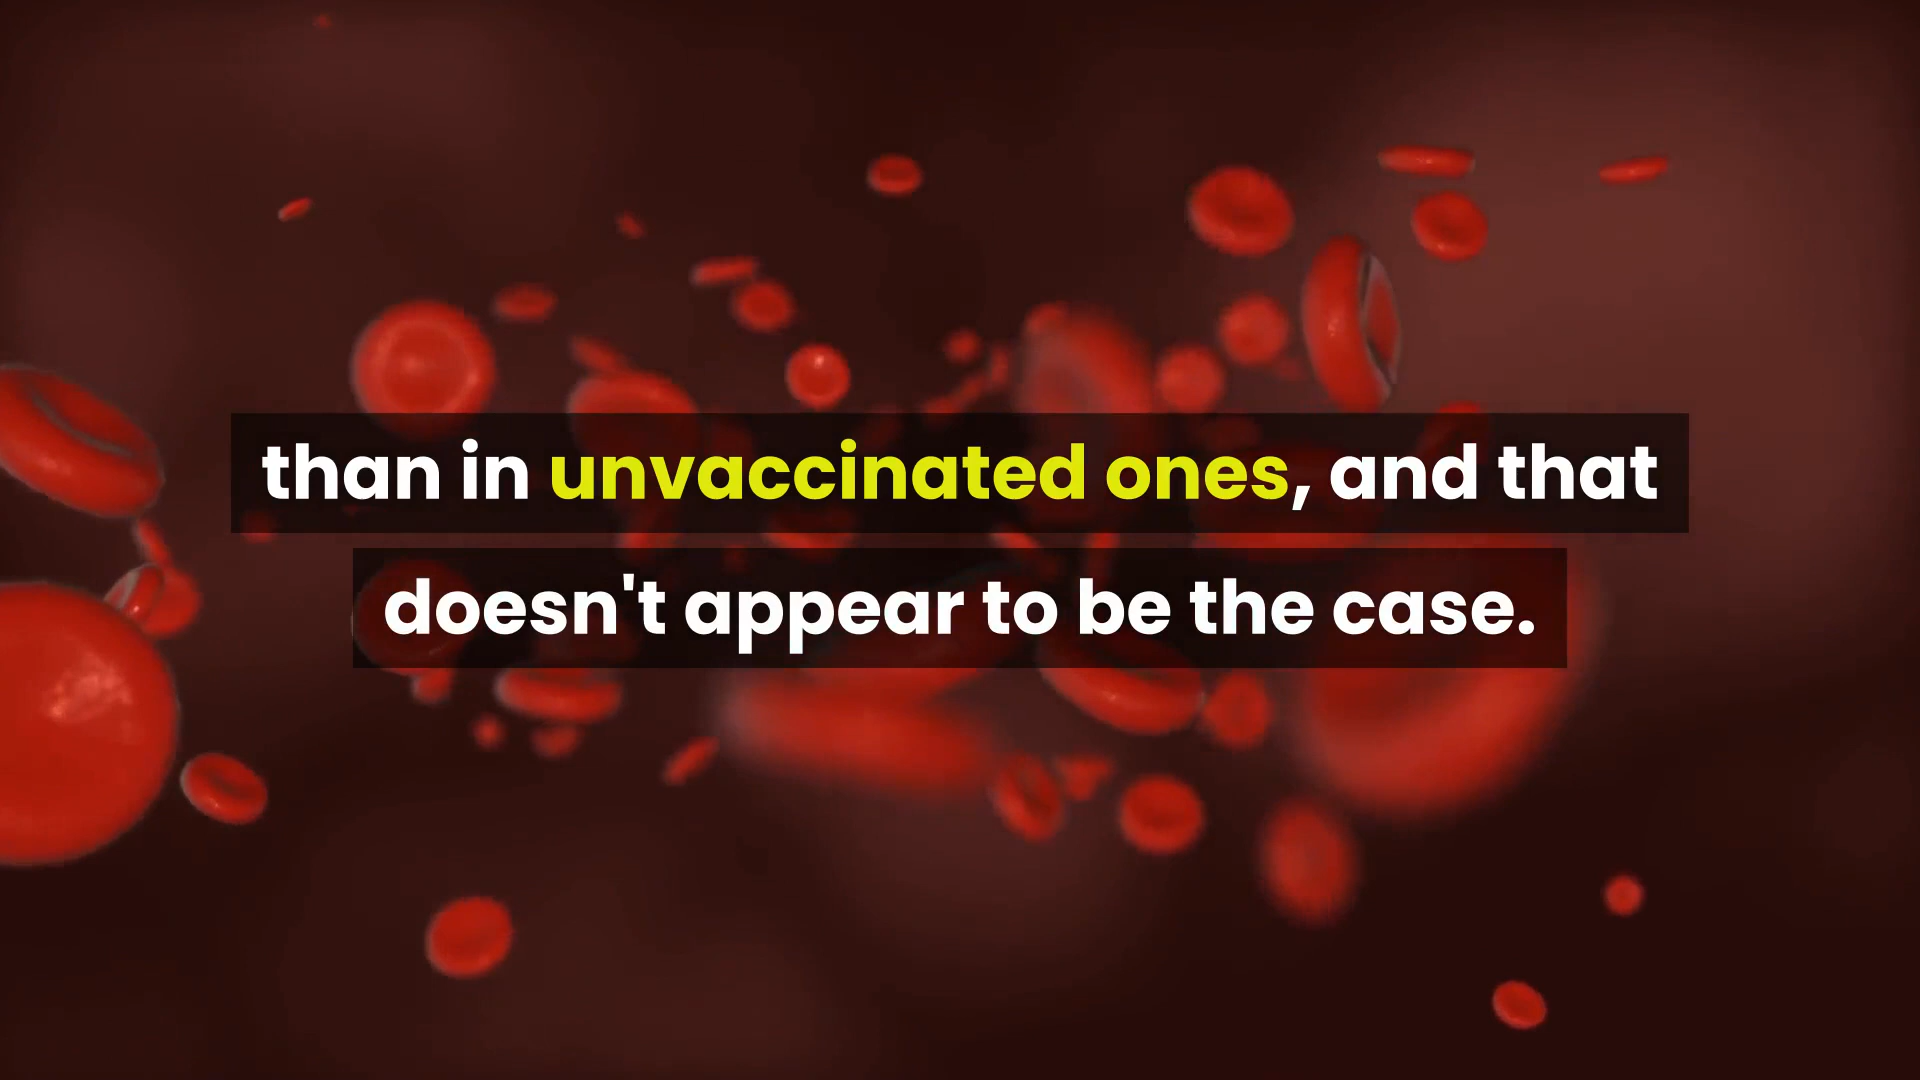 than in unvaccinated ones, and that
doesn't appear to be the case.